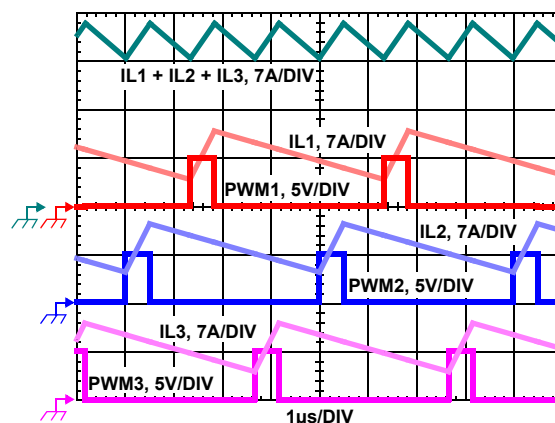 IL1 + IL2 + IL3, 7A/DIV
IL1, 7A/DIV
PWM1, 5V/DIV
IL2, 7A/DIV
PWM2, 5V/DIV
IL3, 7A/DIV
PWM3, 5V/DIV
1µs/DIV